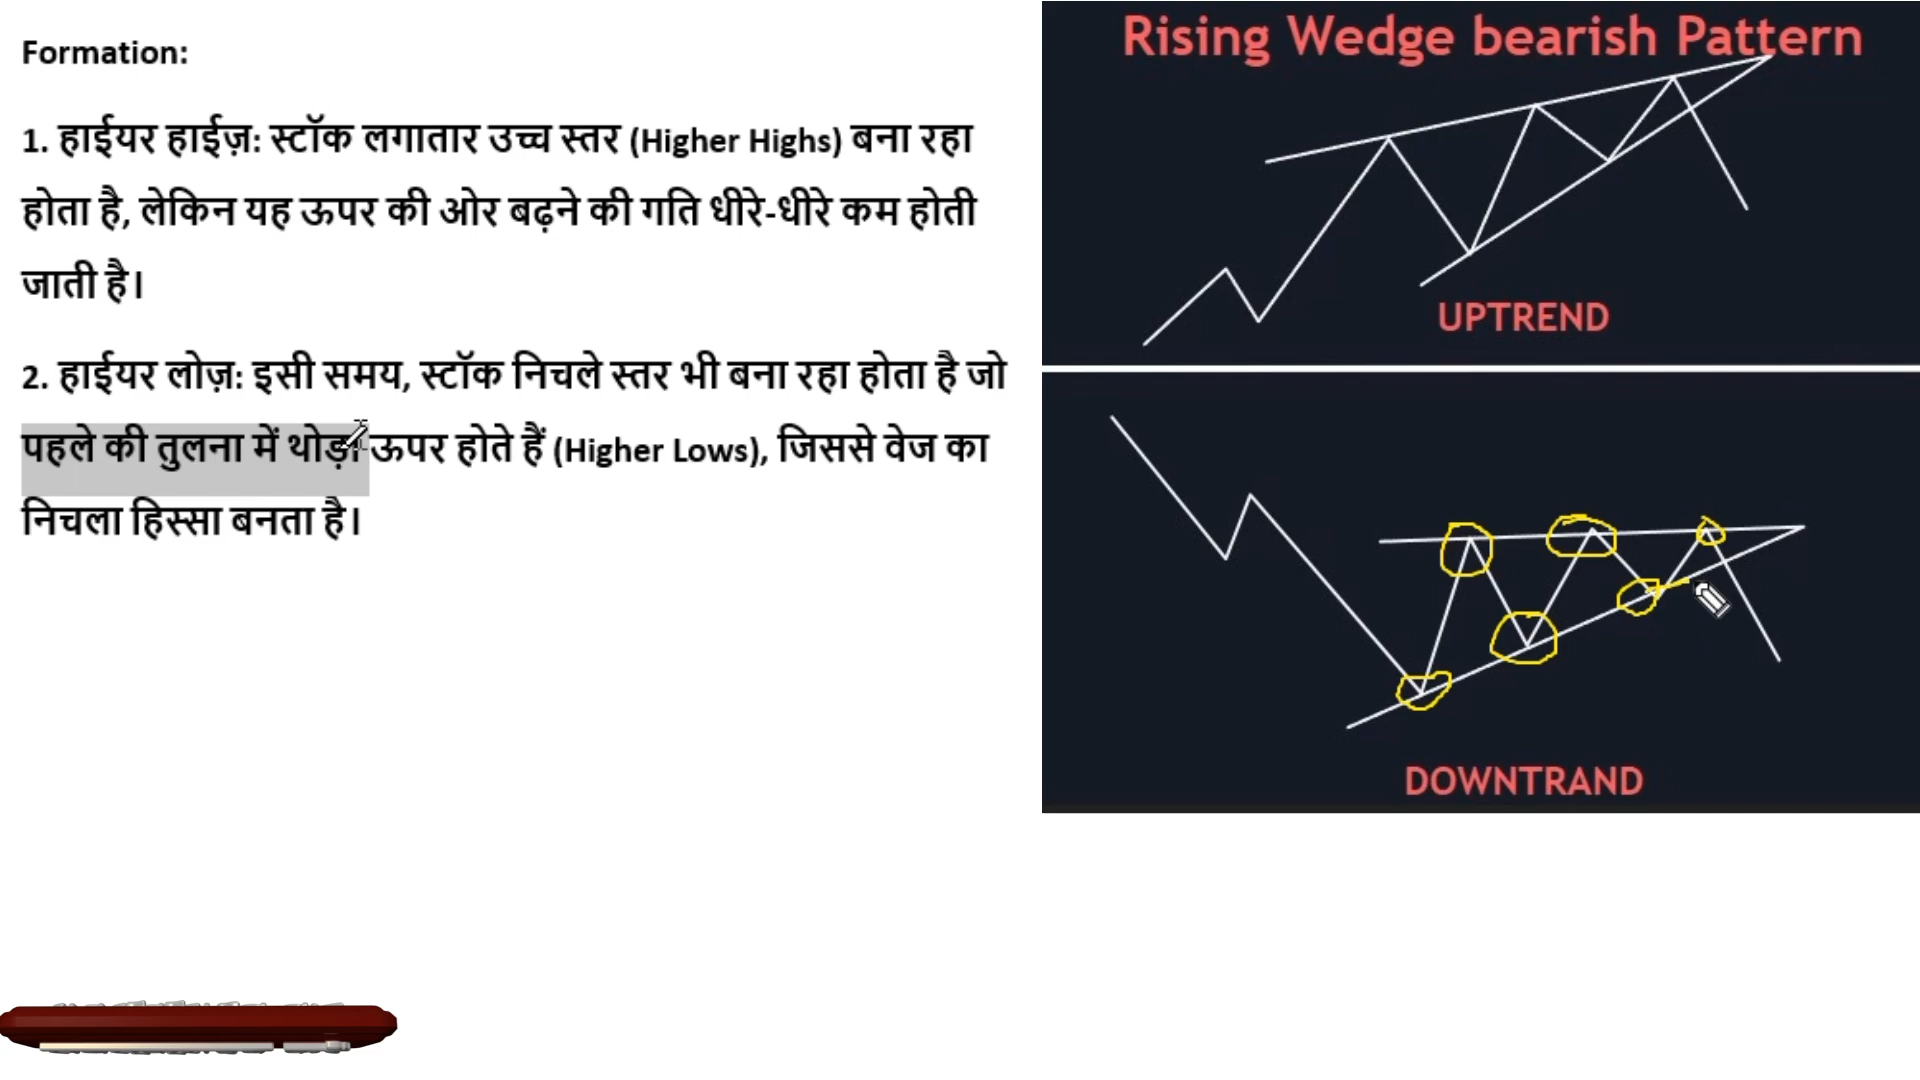 Formation:
1. हाईयर हाईज़: स्टॉक लगातार उच्च स्तर (Higher Highs) बना रहा
होता है, लेकिन यह ऊपर की ओर बढ़ने की गति धीरे-धीरे कम होती
जाती है।
2. हाईयर लोज़: इसी समय, स्टॉक निचले स्तर भी बना रहा होता है जो
पहले की तुलना में थोड़ा ऊपर होते हैं (Higher Lows), जिससे वेज का
निचला हिस्सा बनता है।
Rising Wedge bearish Pattern
UPTREND
DOWNTRAND